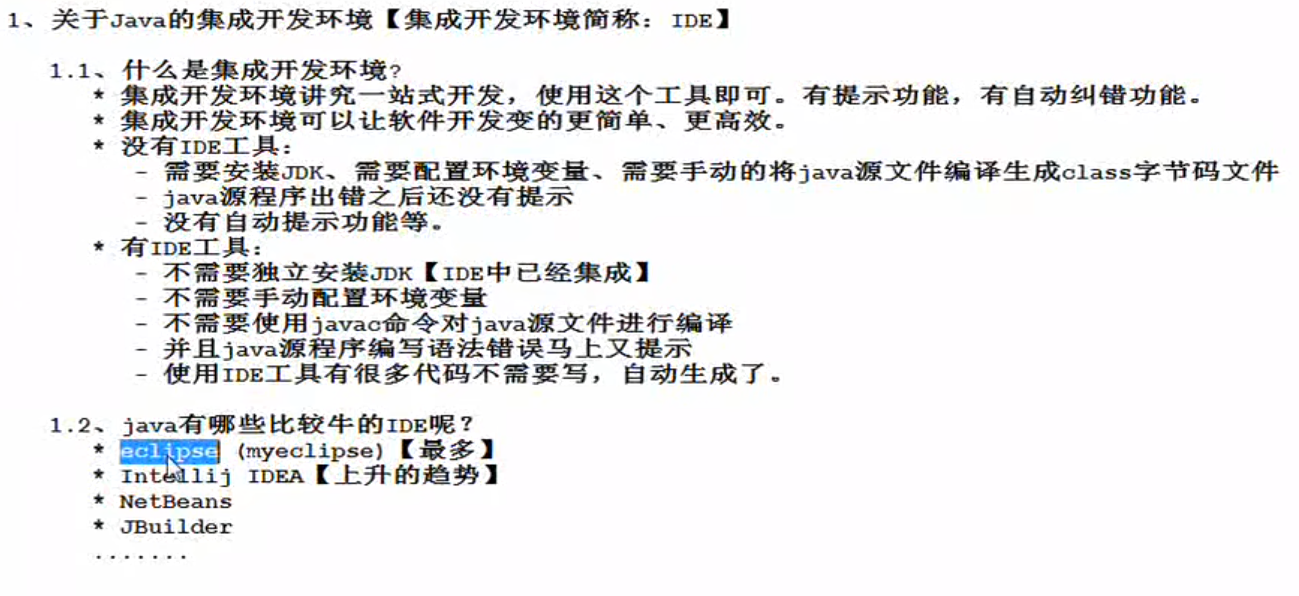 1、关于Java的集成开发环境【集成开发环境简称：IDE】
1.1、什么是集成开发环境?
* 集成开发环境讲究一站式开发，使用这个工具即可。有提示功能，有自动纠错功能。
* 集成开发环境可以让软件开发变的更简单、更高效。
* 没有IDE工具：
- 需要安装JDK、需要配置环境变量、需要手动的将java源文件编译生成class字节码文件
- java源程序出错之后还没有提示
- 没有自动提示功能等。
* 有IDE工具：
- 不需要独立安装JDK【IDE中已经集成】
- 不需要手动配置环境变量
- 不需要使用javac命令对java源文件进行编译
- 并且java源程序编写语法错误马上又提示
- 使用IDE工具有很多代码不需要写，自动生成了。
1.2、java有哪些比较牛的IDE呢？
* eclipse (myeclipse)【最多】
* Intellij IDEA【上升的趋势】
* NetBeans
* JBuilder
.......